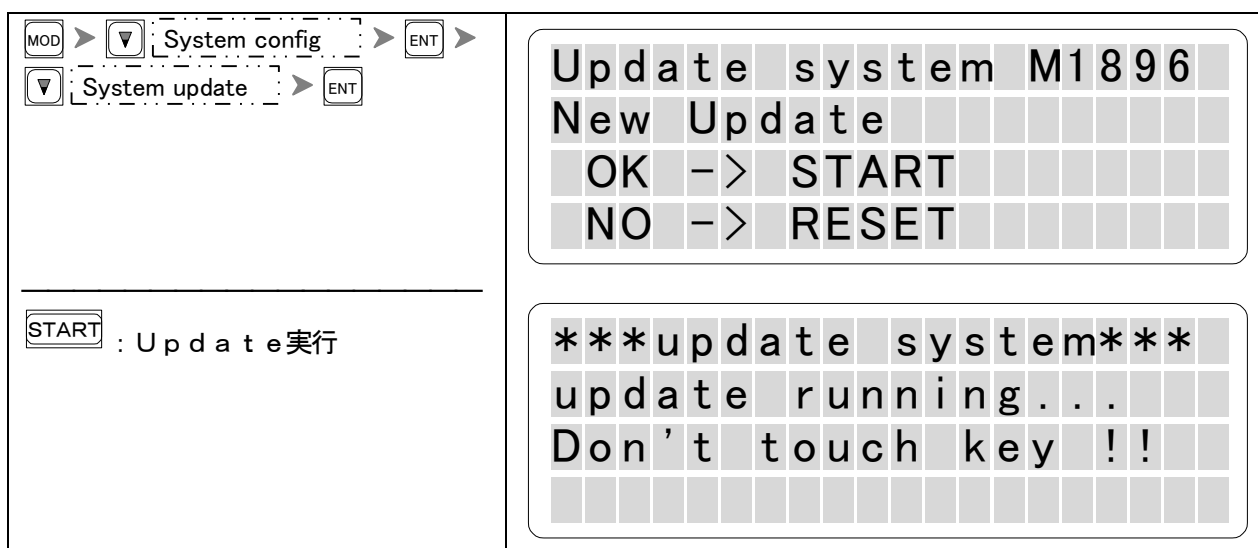 MOD > ▼ System config > ENT >
▼ System update > ENT
Update system M1896
New Update
OK -> START
NO -> RESET
START : Update実行
***update system***
update running...
Don't touch key !!